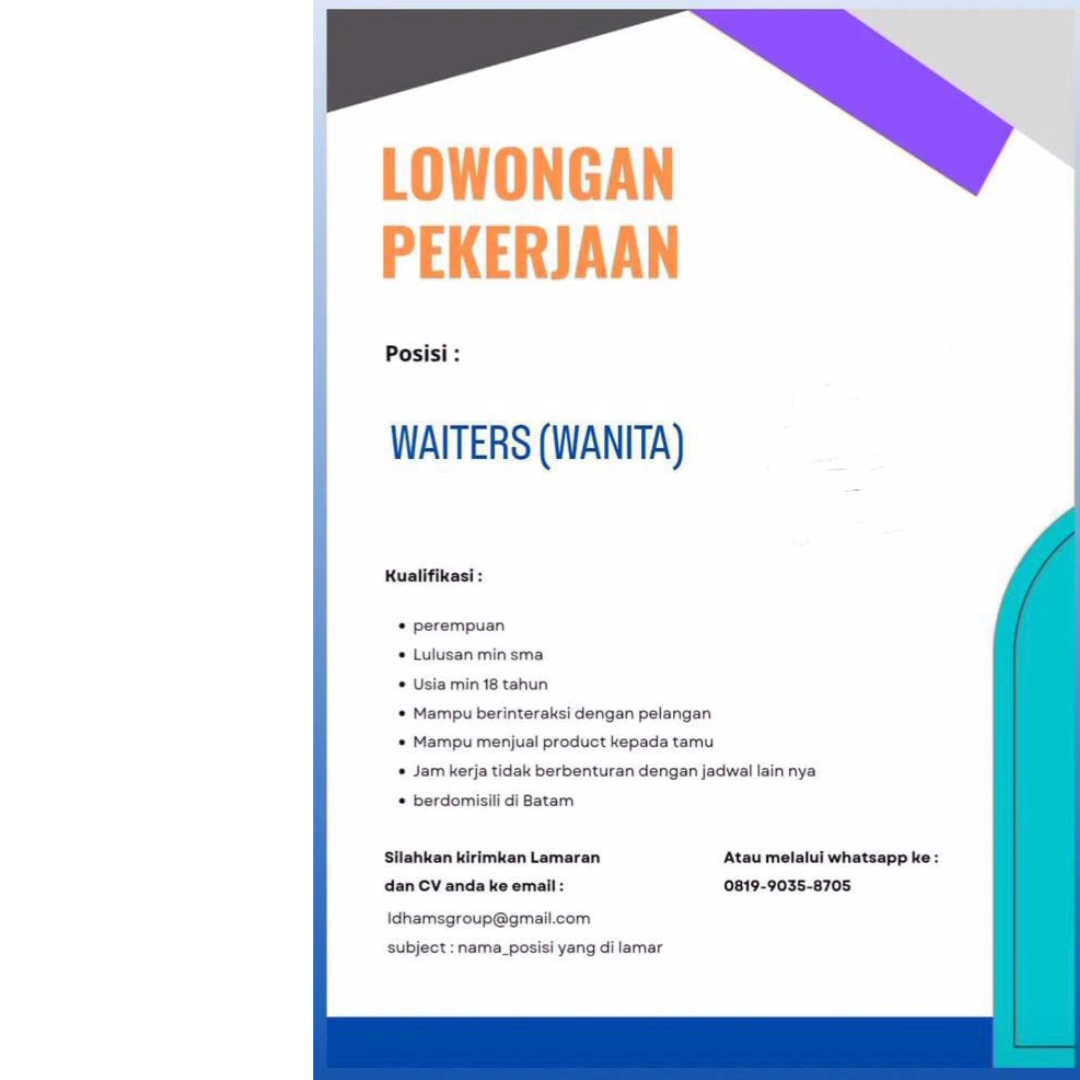 LOWONGAN
PEKERJAAN
Posisi :
WAITERS (WANITA)
Kualifikasi :
• perempuan
• Lulusan min sma
• Usia min 18 tahun
• Mampu berinteraksi dengan pelangan
• Mampu menjual product kepada tamu
• Jam kerja tidak berbenturan dengan jadwal lain nya
• berdomisili di Batam
Silahkan kirimkan Lamaran
dan CV anda ke email :
ldhamsgroup@gmail.com
subject : nama_posisi yang di lamar
Atau melalui whatsapp ke :
0819-9035-8705